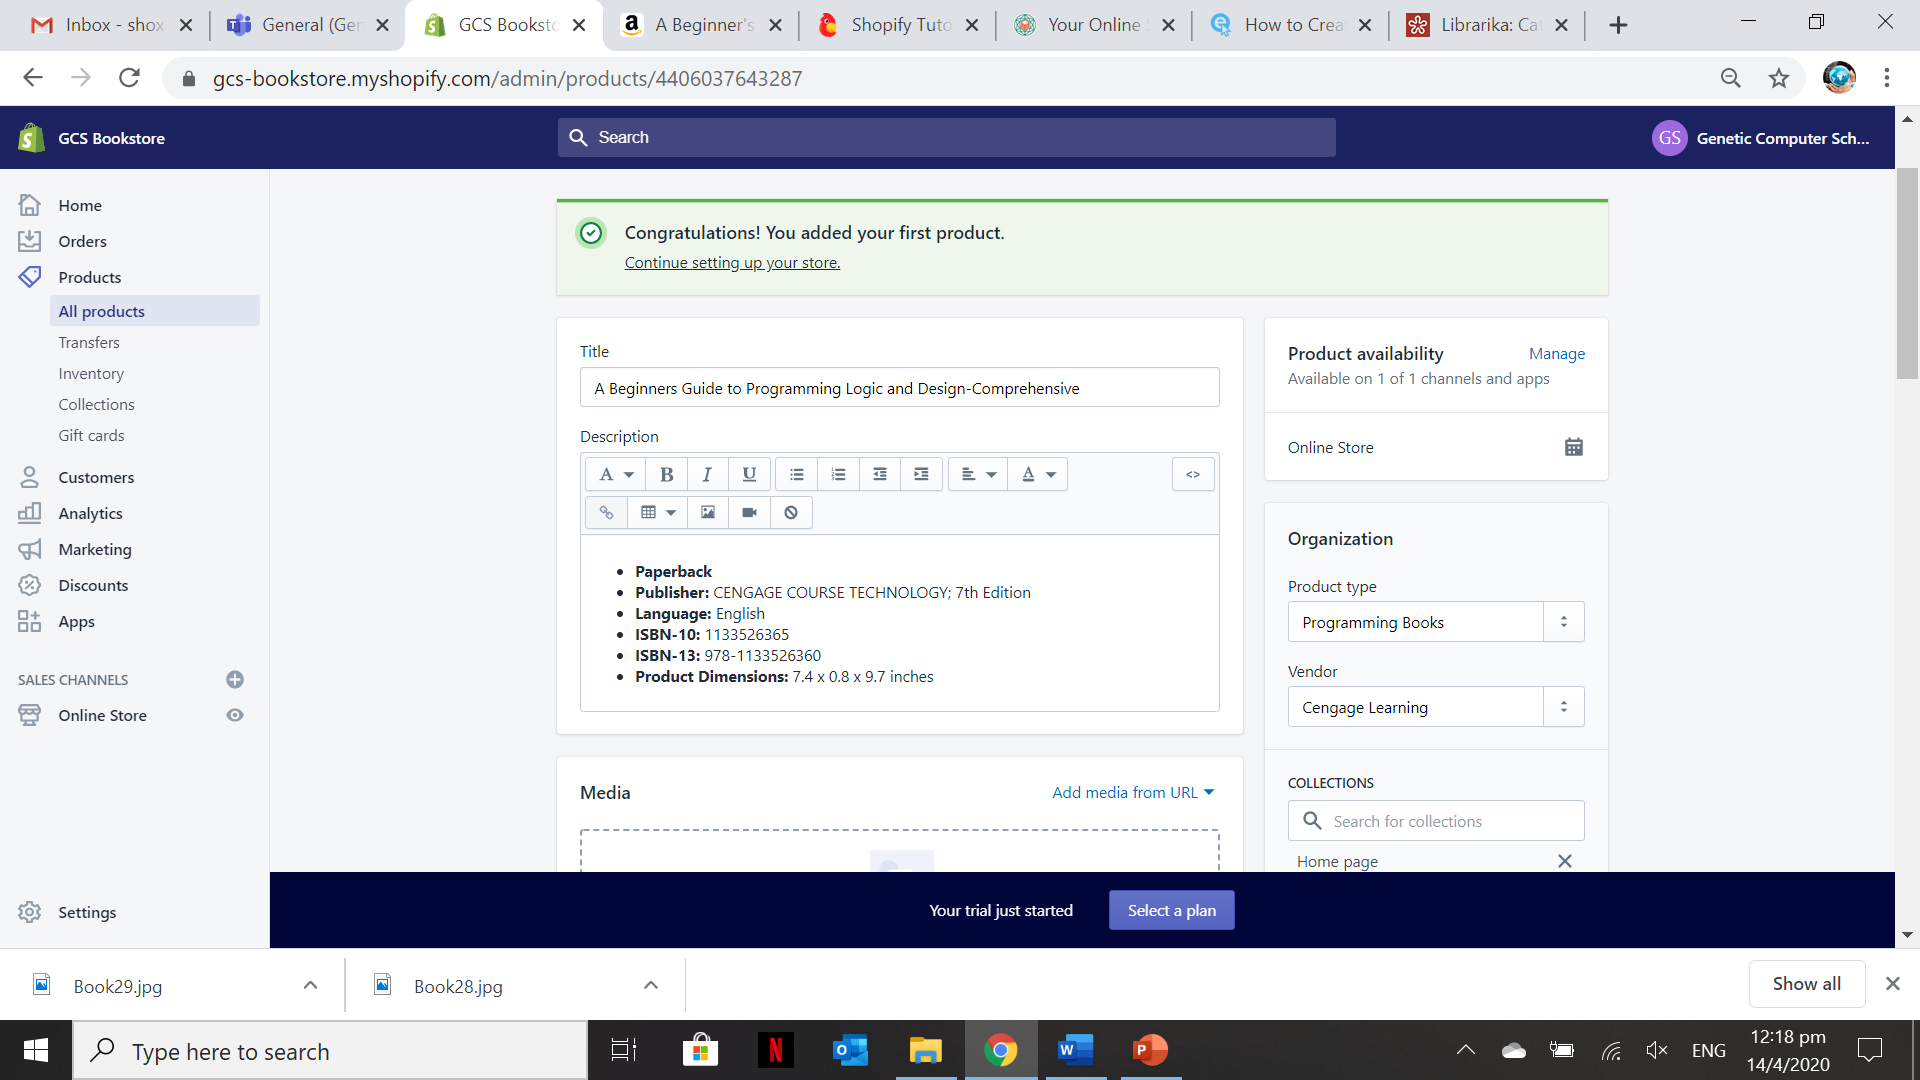 Inbox - shox
General (Ger
GCS Booksto
A Beginner's
Shopify Tuto
Your Online S
How to Crea
Librarika: Cat
gcs-bookstore.myshopify.com/admin/products/4406037643287
GCS Bookstore
Search
GS
Genetic Computer Sch...
Home
Orders
Products
All products
Transfers
Inventory
Collections
Gift cards
Customers
Analytics
Marketing
Discounts
Apps
SALES CHANNELS
Online Store
Settings
Congratulations! You added your first product.
Continue setting up your store.
Title
A Beginners Guide to Programming Logic and Design-Comprehensive
Description
A B I U A <>
• Paperback
• Publisher: CENGAGE COURSE TECHNOLOGY; 7th Edition
• Language: English
• ISBN-10: 1133526365
• ISBN-13: 978-1133526360
• Product Dimensions: 7.4 x 0.8 x 9.7 inches
Media
Add media from URL
Product availability
Manage
Available on 1 of 1 channels and apps
Online Store
Organization
Product type
Programming Books
Vendor
Cengage Learning
COLLECTIONS
Search for collections
Home page
Your trial just started
Select a plan
Book29.jpg
Book28.jpg
Show all
Type here to search
ENG
12:18 pm
14/4/2020